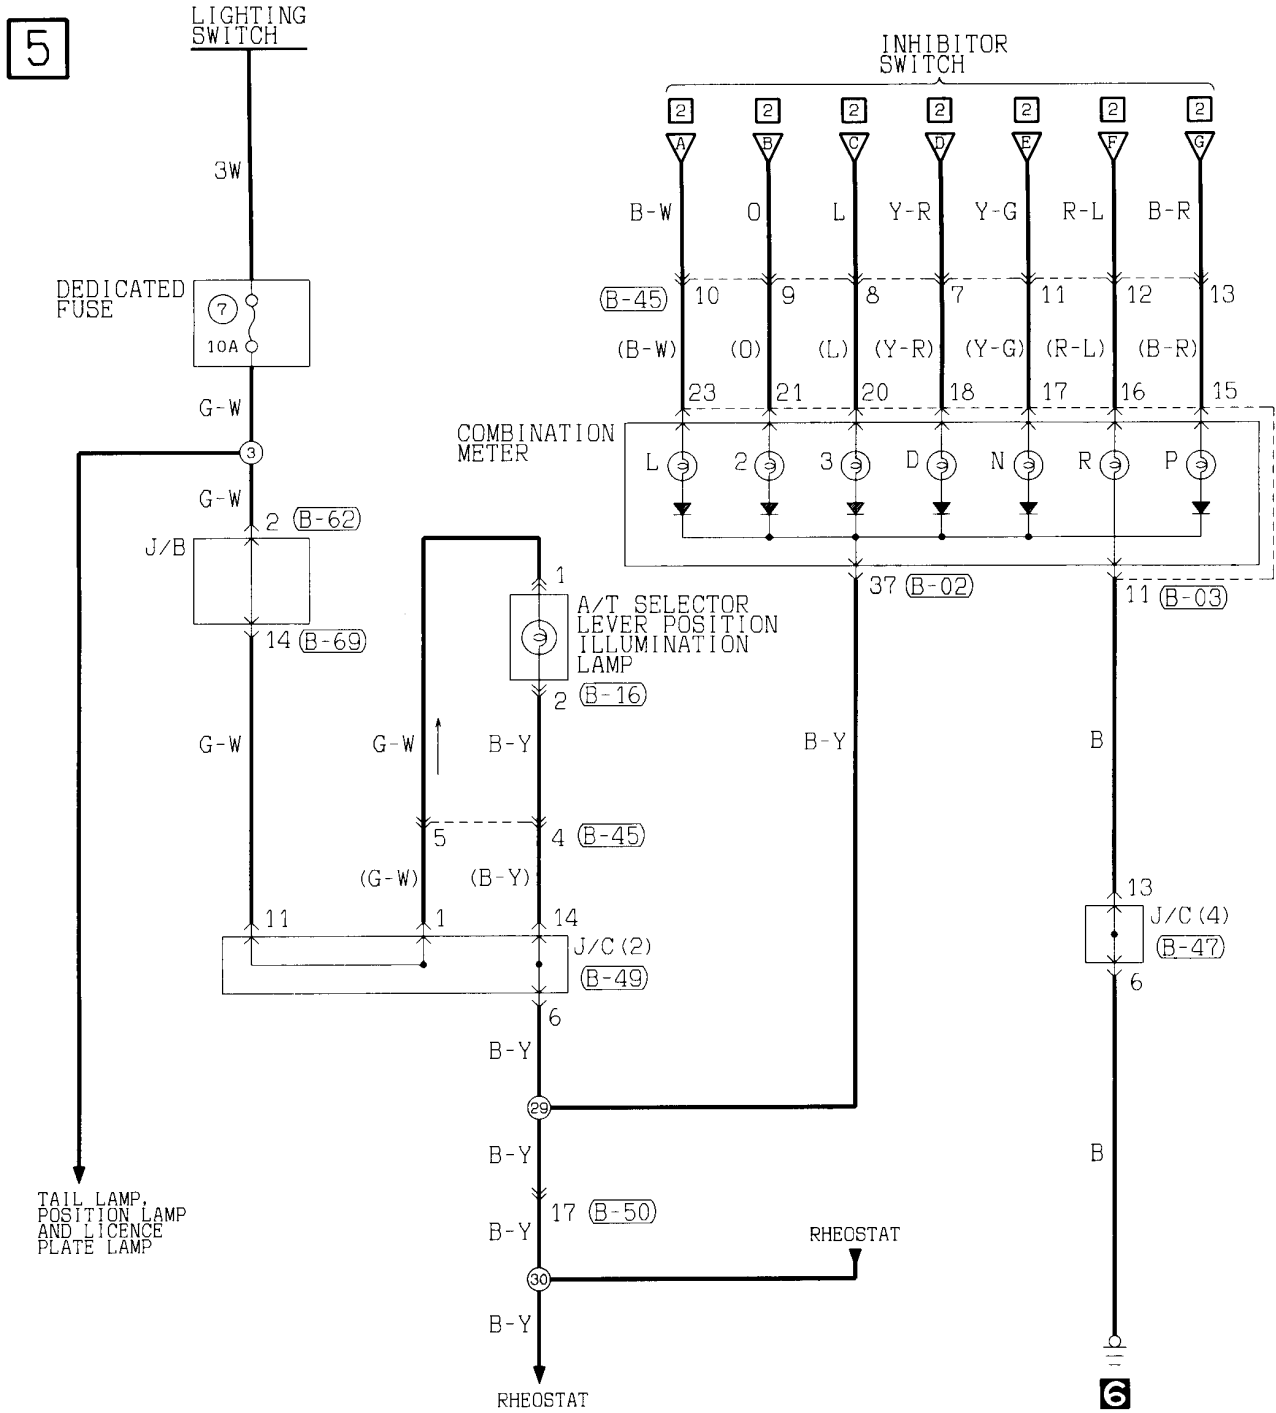 5
LIGHTING
SWITCH
INHIBITOR
SWITCH
2 2 2 2 2 2 2
A B C D E F G
3W
B-W O L Y-R Y-G R-L B-R
DEDICATED
FUSE
7
10A
(B-45) 10 9 8 7 11 12 13
(B-W) (O) (L) (Y-R) (Y-G) (R-L) (B-R)
G-W
23 21 20 18 17 16 15
COMBINATION
METER
3
L 2 3 D N R P
G-W
2 (B-62)
J/B
14 (B-69)
1
37 (B-02)
11 (B-03)
A/T SELECTOR
LEVER POSITION
ILLUMINATION
LAMP
2 (B-16)
G-W G-W B-Y B-Y B
5 4 (B-45)
(G-W) (B-Y)
11 1 14
J/C(2)
(B-49)
13
J/C(4)
(B-47)
6
6
B-Y
29
B-Y
B
17 (B-50)
B-Y
TAIL LAMP,
POSITION LAMP
AND LICENCE
PLATE LAMP
RHEOSTAT
30
B-Y
RHEOSTAT
6